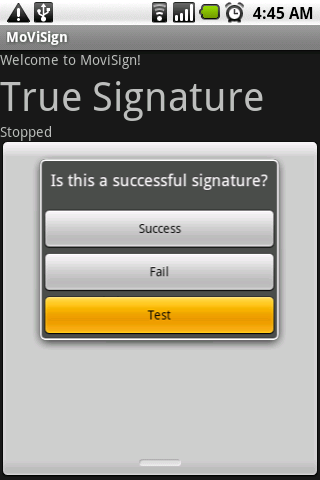 4:45 AM
MoViSign
Welcome to MoviSign!
True Signature
Stopped
Is this a successful signature?
Success
Fail
Test